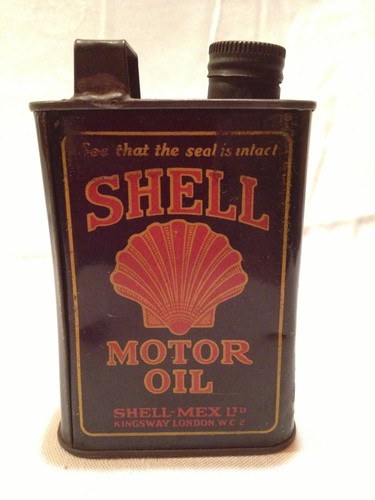 See that the seal is intact
SHELL
MOTOR
OIL
SHELL-MEX LTD
KINGSWAY LONDON. W C 2